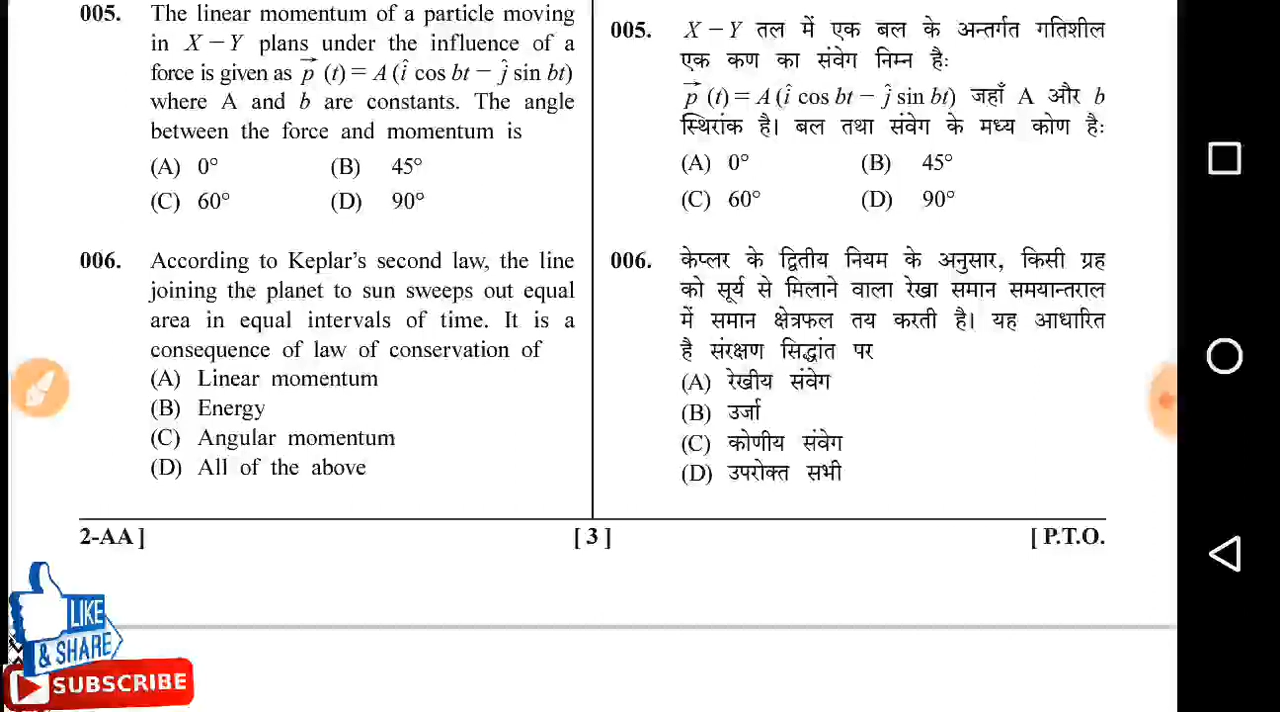 005. The linear momentum of a particle moving
in X – Y plans under the influence of a
force is given as p⃗ (t) = A (î cos bt – ĵ sin bt)
where A and b are constants. The angle
between the force and momentum is
(A) 0° (B) 45°
(C) 60° (D) 90°
006. According to Keplar's second law, the line
joining the planet to sun sweeps out equal
area in equal intervals of time. It is a
consequence of law of conservation of
(A) Linear momentum
(B) Energy
(C) Angular momentum
(D) All of the above
005. X – Y तल में एक बल के अन्तर्गत गतिशील
एक कण का संवेग निम्न है:
p⃗ (t) = A (î cos bt – ĵ sin bt) जहाँ A और b
स्थिरांक है। बल तथा संवेग के मध्य कोण है:
(A) 0° (B) 45°
(C) 60° (D) 90°
006. केप्लर के द्वितीय नियम के अनुसार, किसी ग्रह
को सूर्य से मिलाने वाला रेखा समान समयान्तराल
में समान क्षेत्रफल तय करती है। यह आधारित
है संरक्षण सिद्धांत पर
(A) रेखीय संवेग
(B) उर्जा
(C) कोणीय संवेग
(D) उपरोक्त सभी
2-AA ] [ 3 ] [ P.T.O.
LIKE
& SHARE
SUBSCRIBE